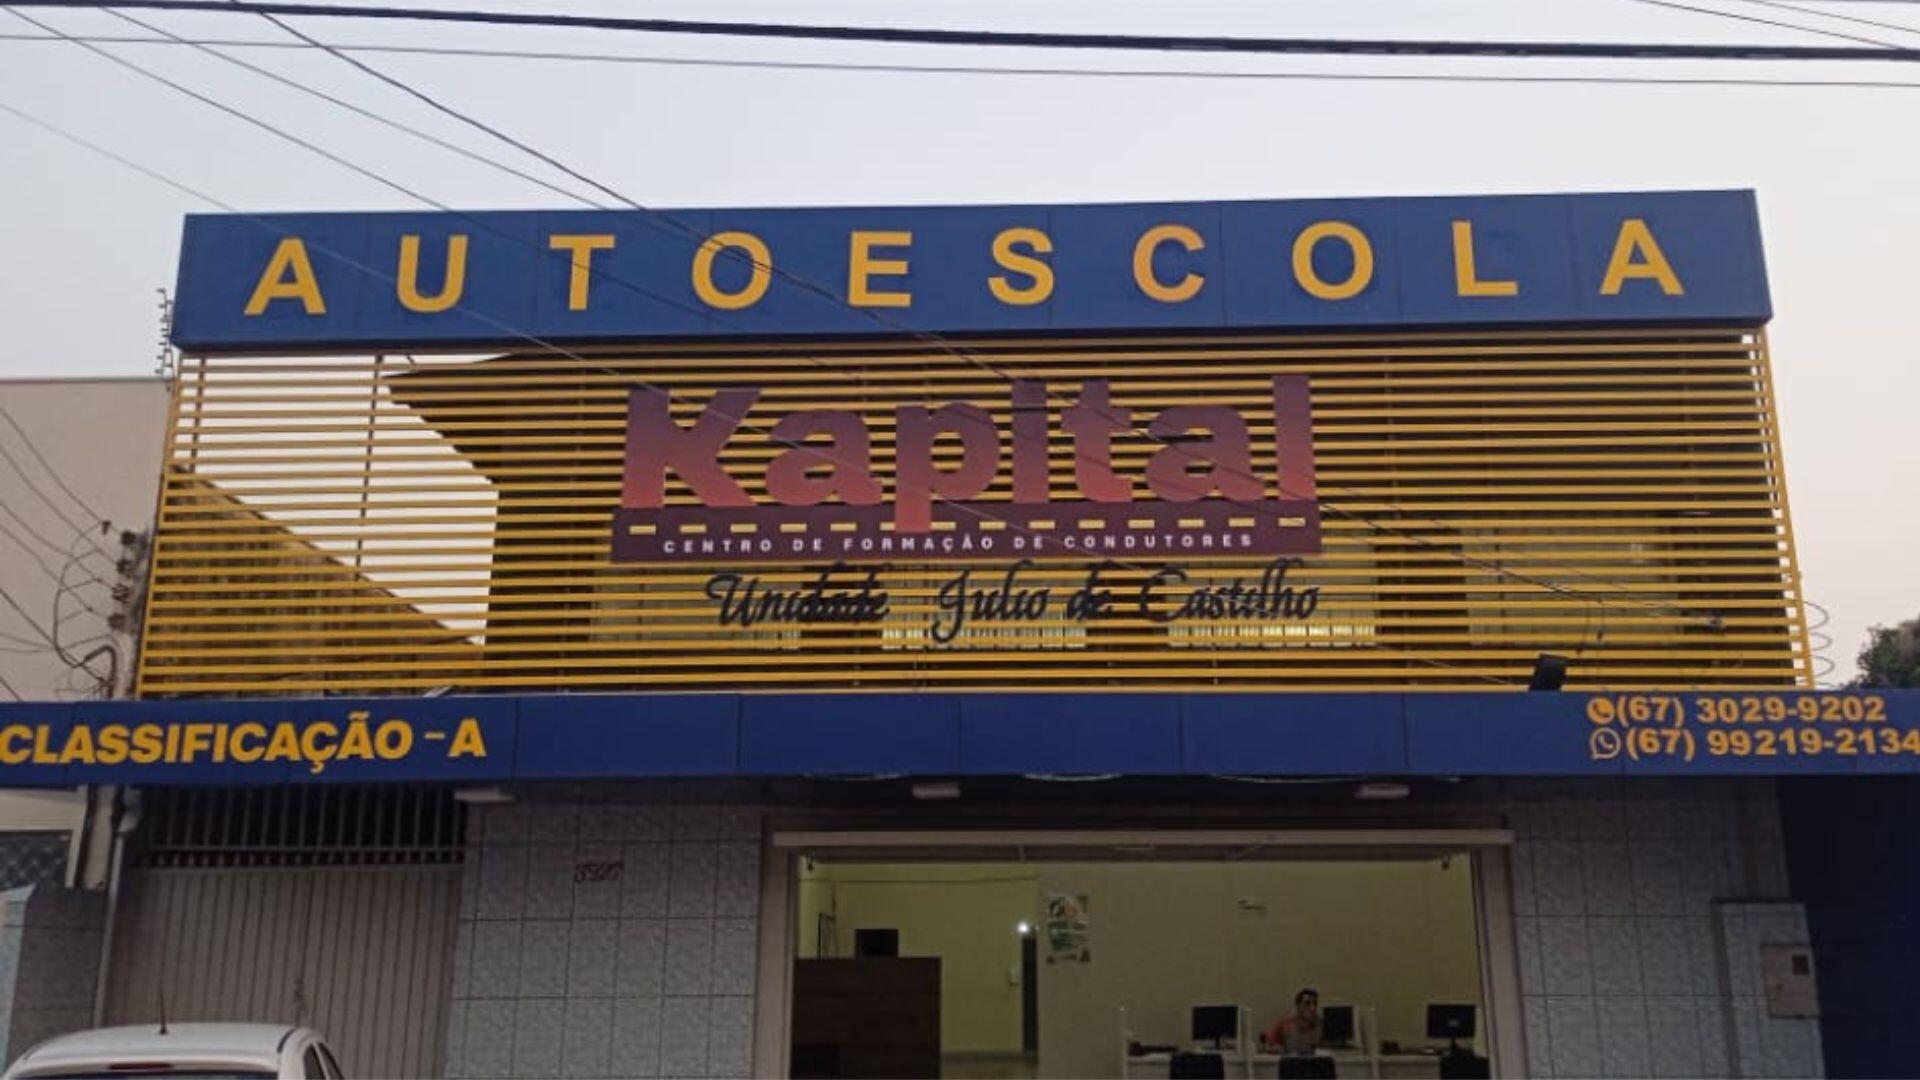 AUTOESCOLA
Kapital
CENTRO DE FORMAÇÃO DE CONDUTORES
Unidade Julio de Castilho
CLASSIFICAÇÃO - A
(67) 3029-9202
(67) 99219-2134